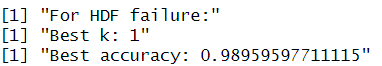 [1] "For HDF failure:"
[1] "Best k: 1"
[1] "Best accuracy: 0.98959597711115"